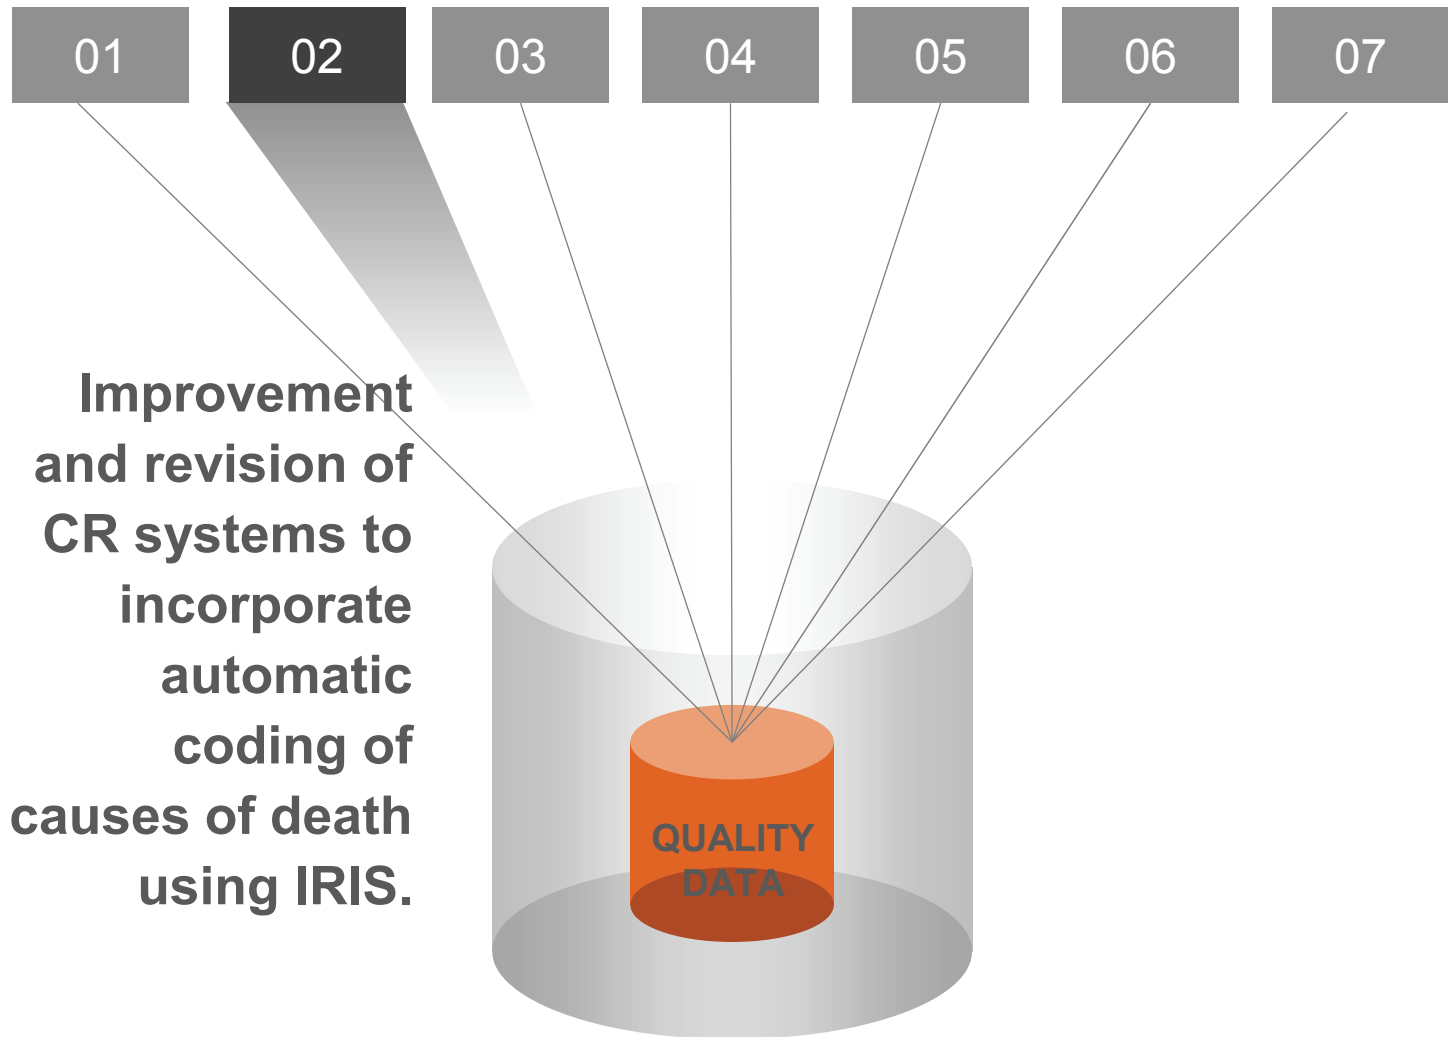 01 02 03 04 05 06 07
Improvement
and revision of
CR systems to
incorporate
automatic
coding of
causes of death
using IRIS.
QUALITY
DATA